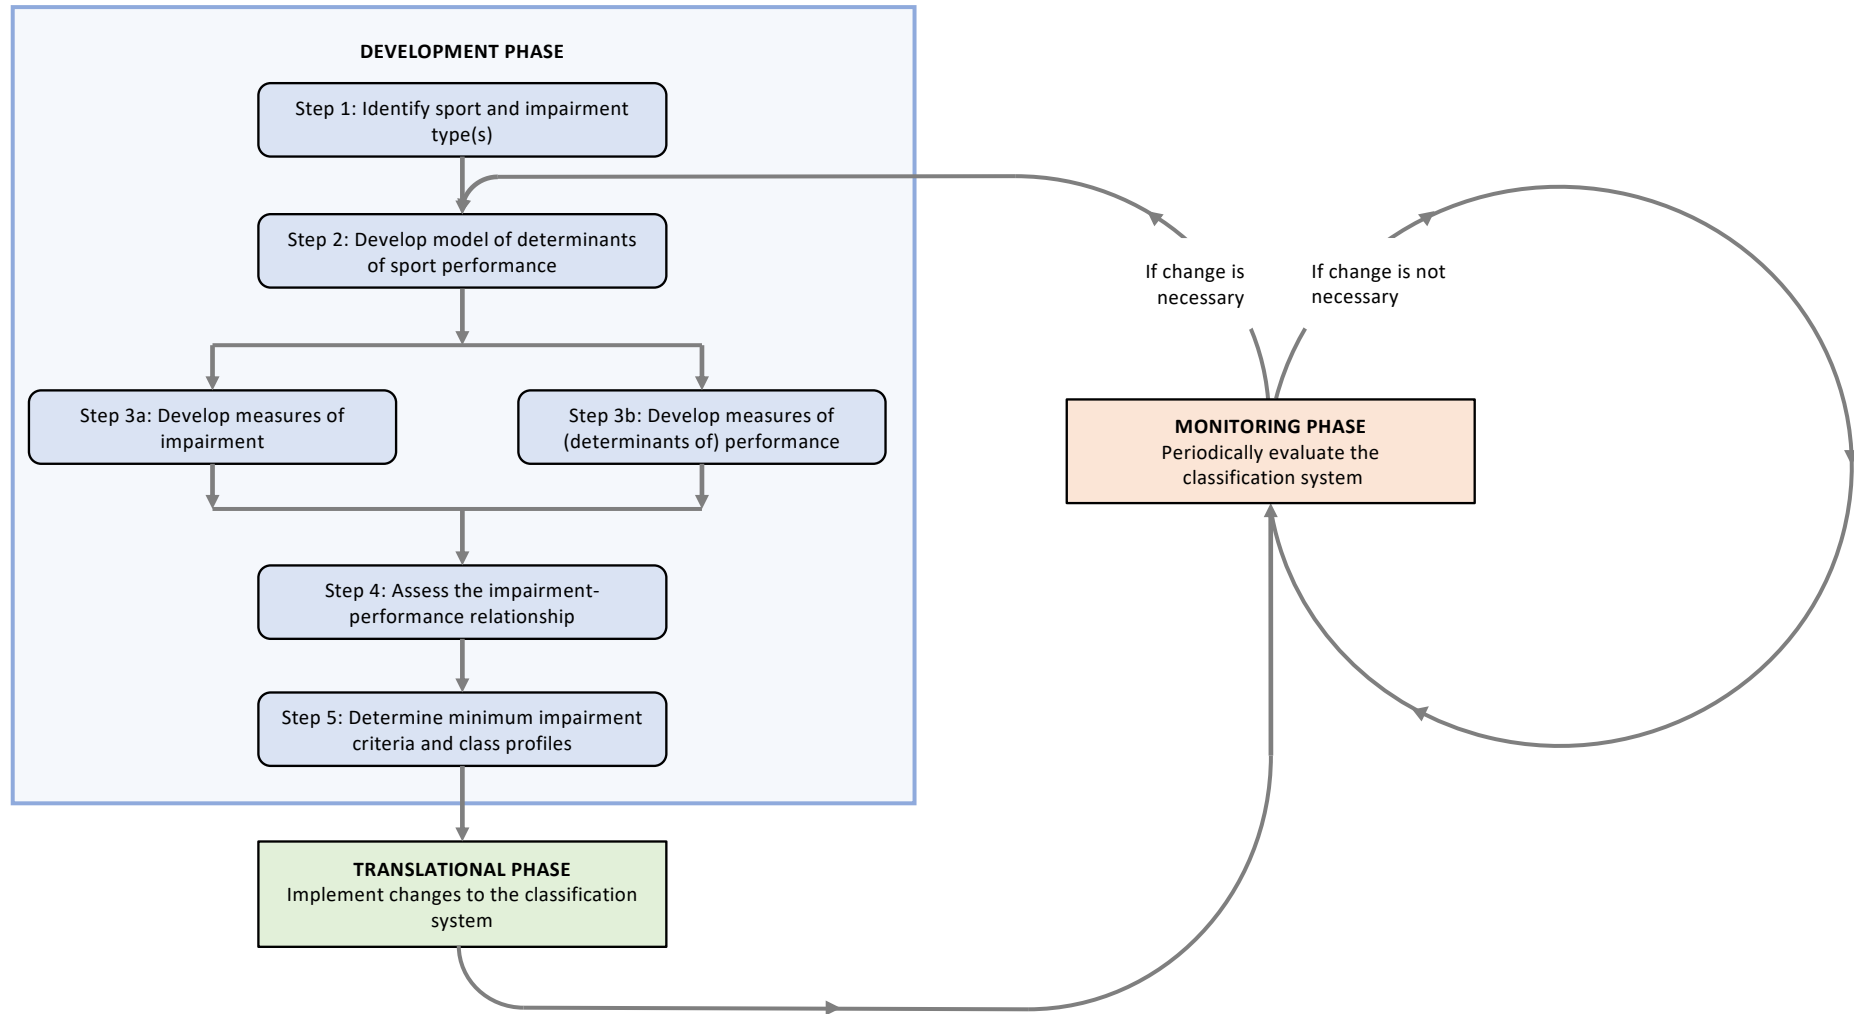 DEVELOPMENT PHASE
Step 1: Identify sport and impairment
type(s)
Step 2: Develop model of determinants
of sport performance
Step 3a: Develop measures of
impairment
Step 3b: Develop measures of
(determinants of) performance
Step 4: Assess the impairment-
performance relationship
Step 5: Determine minimum impairment
criteria and class profiles
TRANSLATIONAL PHASE
Implement changes to the classification
system
If change is
necessary
If change is not
necessary
MONITORING PHASE
Periodically evaluate the
classification system